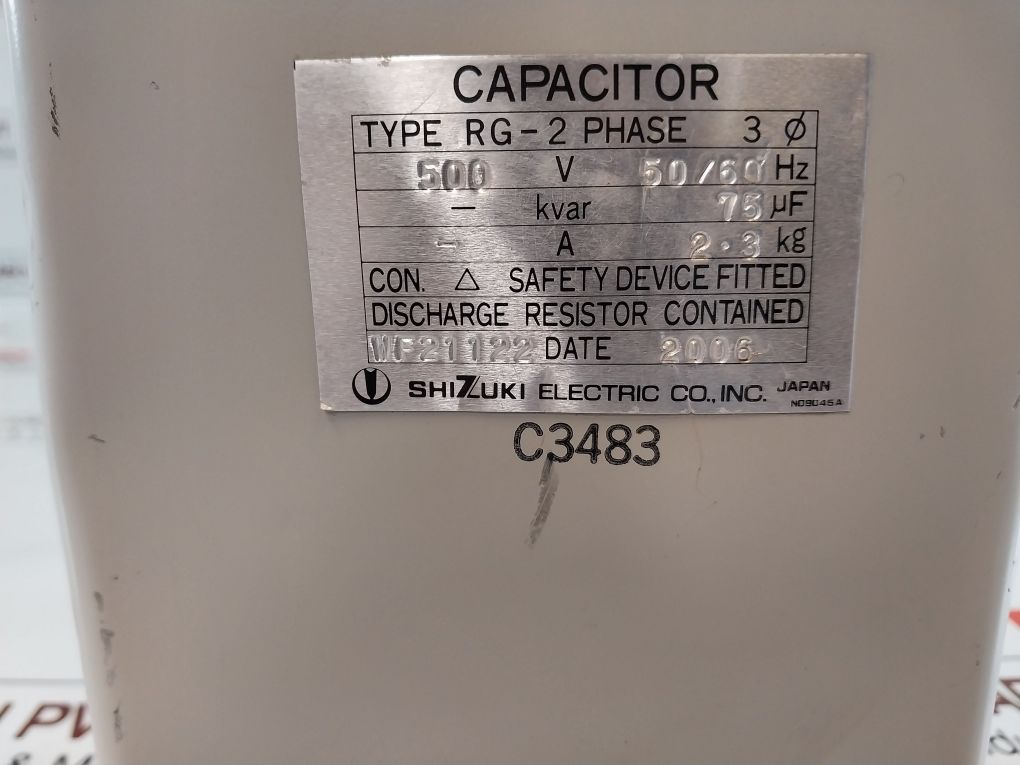 CAPACITOR
TYPE RG-2 PHASE 3 Ø
500 V 50/60 Hz
— kvar 75 µF
- A 2.3 kg
CON. △ SAFETY DEVICE FITTED
DISCHARGE RESISTOR CONTAINED
WF21122 DATE 2006
SHIZUKI ELECTRIC CO., INC. JAPAN
N09045A
C3483